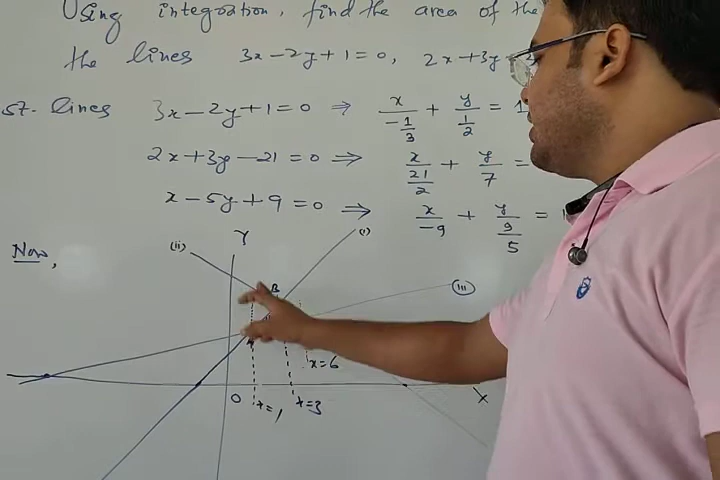 Using integration, find the area of the
the lines 3x-2y+1=0, 2x+3y
st. lines 3x-2y+1=0 ⇒ x/(-1/3) + y/(1/2) = 1
2x+3y-21=0 ⇒ x/(21/2) + y/7 =
x-5y+9=0 ⇒ x/-9 + y/(9/5) =
Now,
(ii) Y (i)
B (iii)
x=6
O x=1 x=3 X